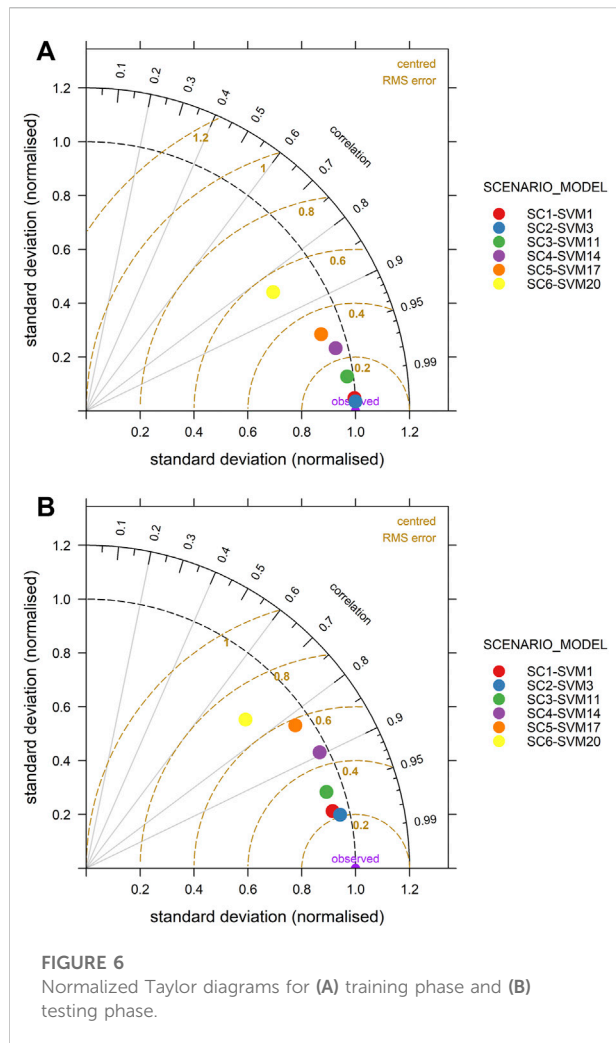 A
centred
RMS error
0.1
0.2
0.3
0.4
0.5
0.6
0.7
0.8
0.9
0.95
0.99
correlation
1.2
1
0.8
0.6
0.4
0.2
observed
standard deviation (normalised)
1.2
1.0
0.8
0.6
0.4
0.2
0.2
0.4
0.6
0.8
1.0
1.2
standard deviation (normalised)
SCENARIO_MODEL
SC1-SVM1
SC2-SVM3
SC3-SVM11
SC4-SVM14
SC5-SVM17
SC6-SVM20
B
centred
RMS error
0.1
0.2
0.3
0.4
0.5
0.6
0.7
0.8
0.9
0.95
0.99
correlation
1
0.8
0.6
0.4
0.2
observed
standard deviation (normalised)
1.2
1.0
0.8
0.6
0.4
0.2
0.2
0.4
0.6
0.8
1.0
1.2
standard deviation (normalised)
SCENARIO_MODEL
SC1-SVM1
SC2-SVM3
SC3-SVM11
SC4-SVM14
SC5-SVM17
SC6-SVM20
FIGURE 6
Normalized Taylor diagrams for (A) training phase and (B)
testing phase.